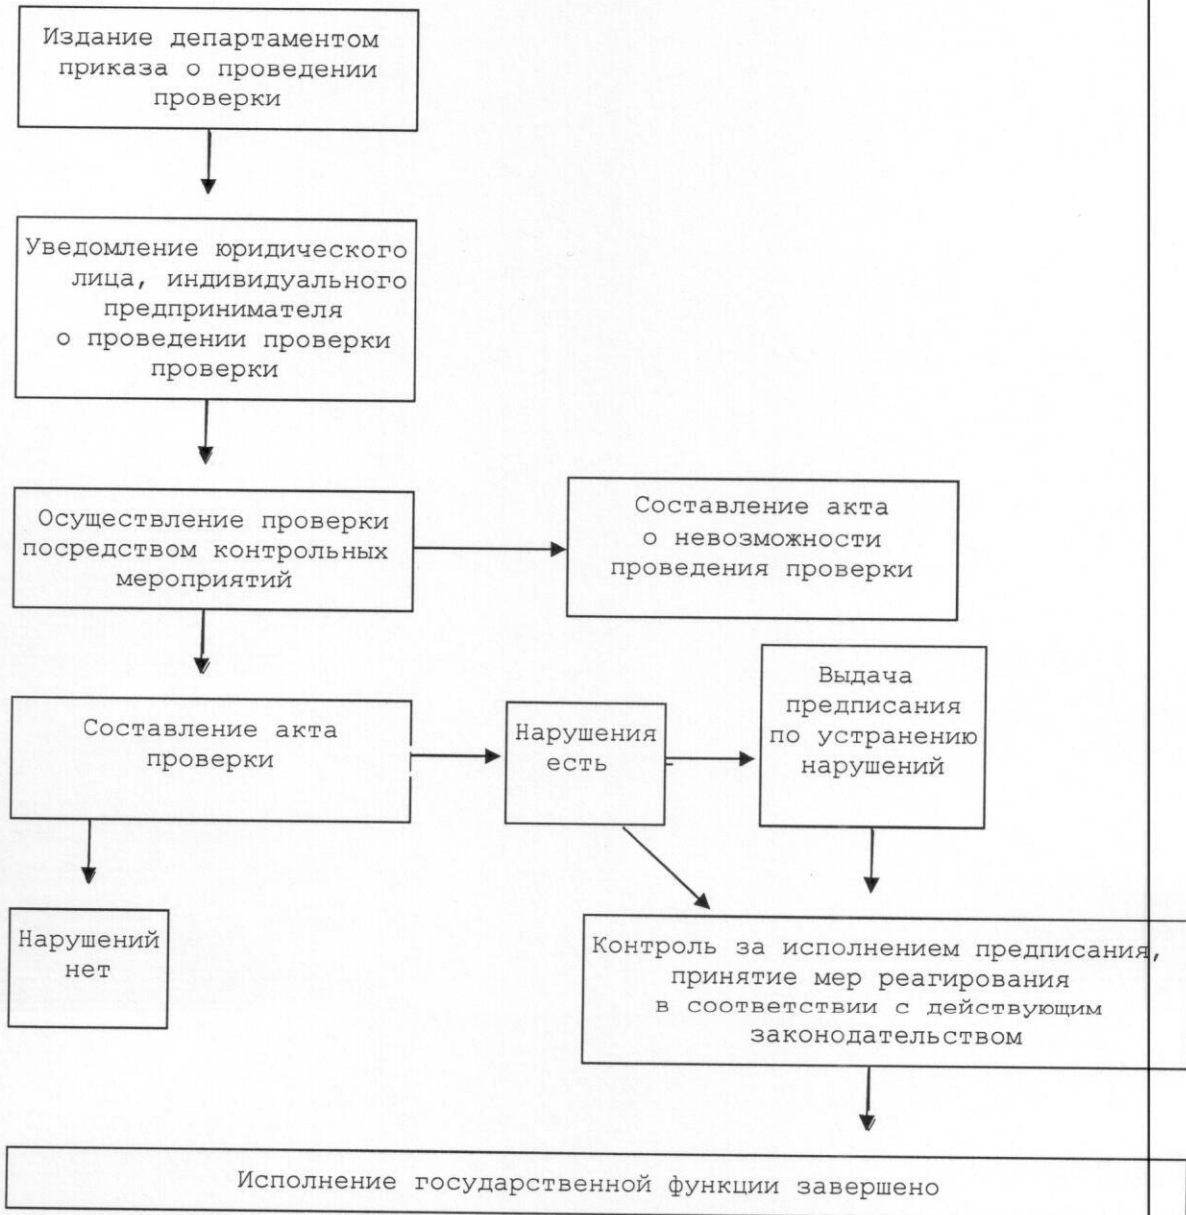 Издание департаментом
приказа о проведении
проверки
Уведомление юридического
лица, индивидуального
предпринимателя
о проведении проверки
проверки
Осуществление проверки
посредством контрольных
мероприятий
Составление акта
о невозможности
проведения проверки
Составление акта
проверки
Нарушения
есть
Выдача
предписания
по устранению
нарушений
Нарушений
нет
Контроль за исполнением предписания,
принятие мер реагирования
в соответствии с действующим
законодательством
Исполнение государственной функции завершено